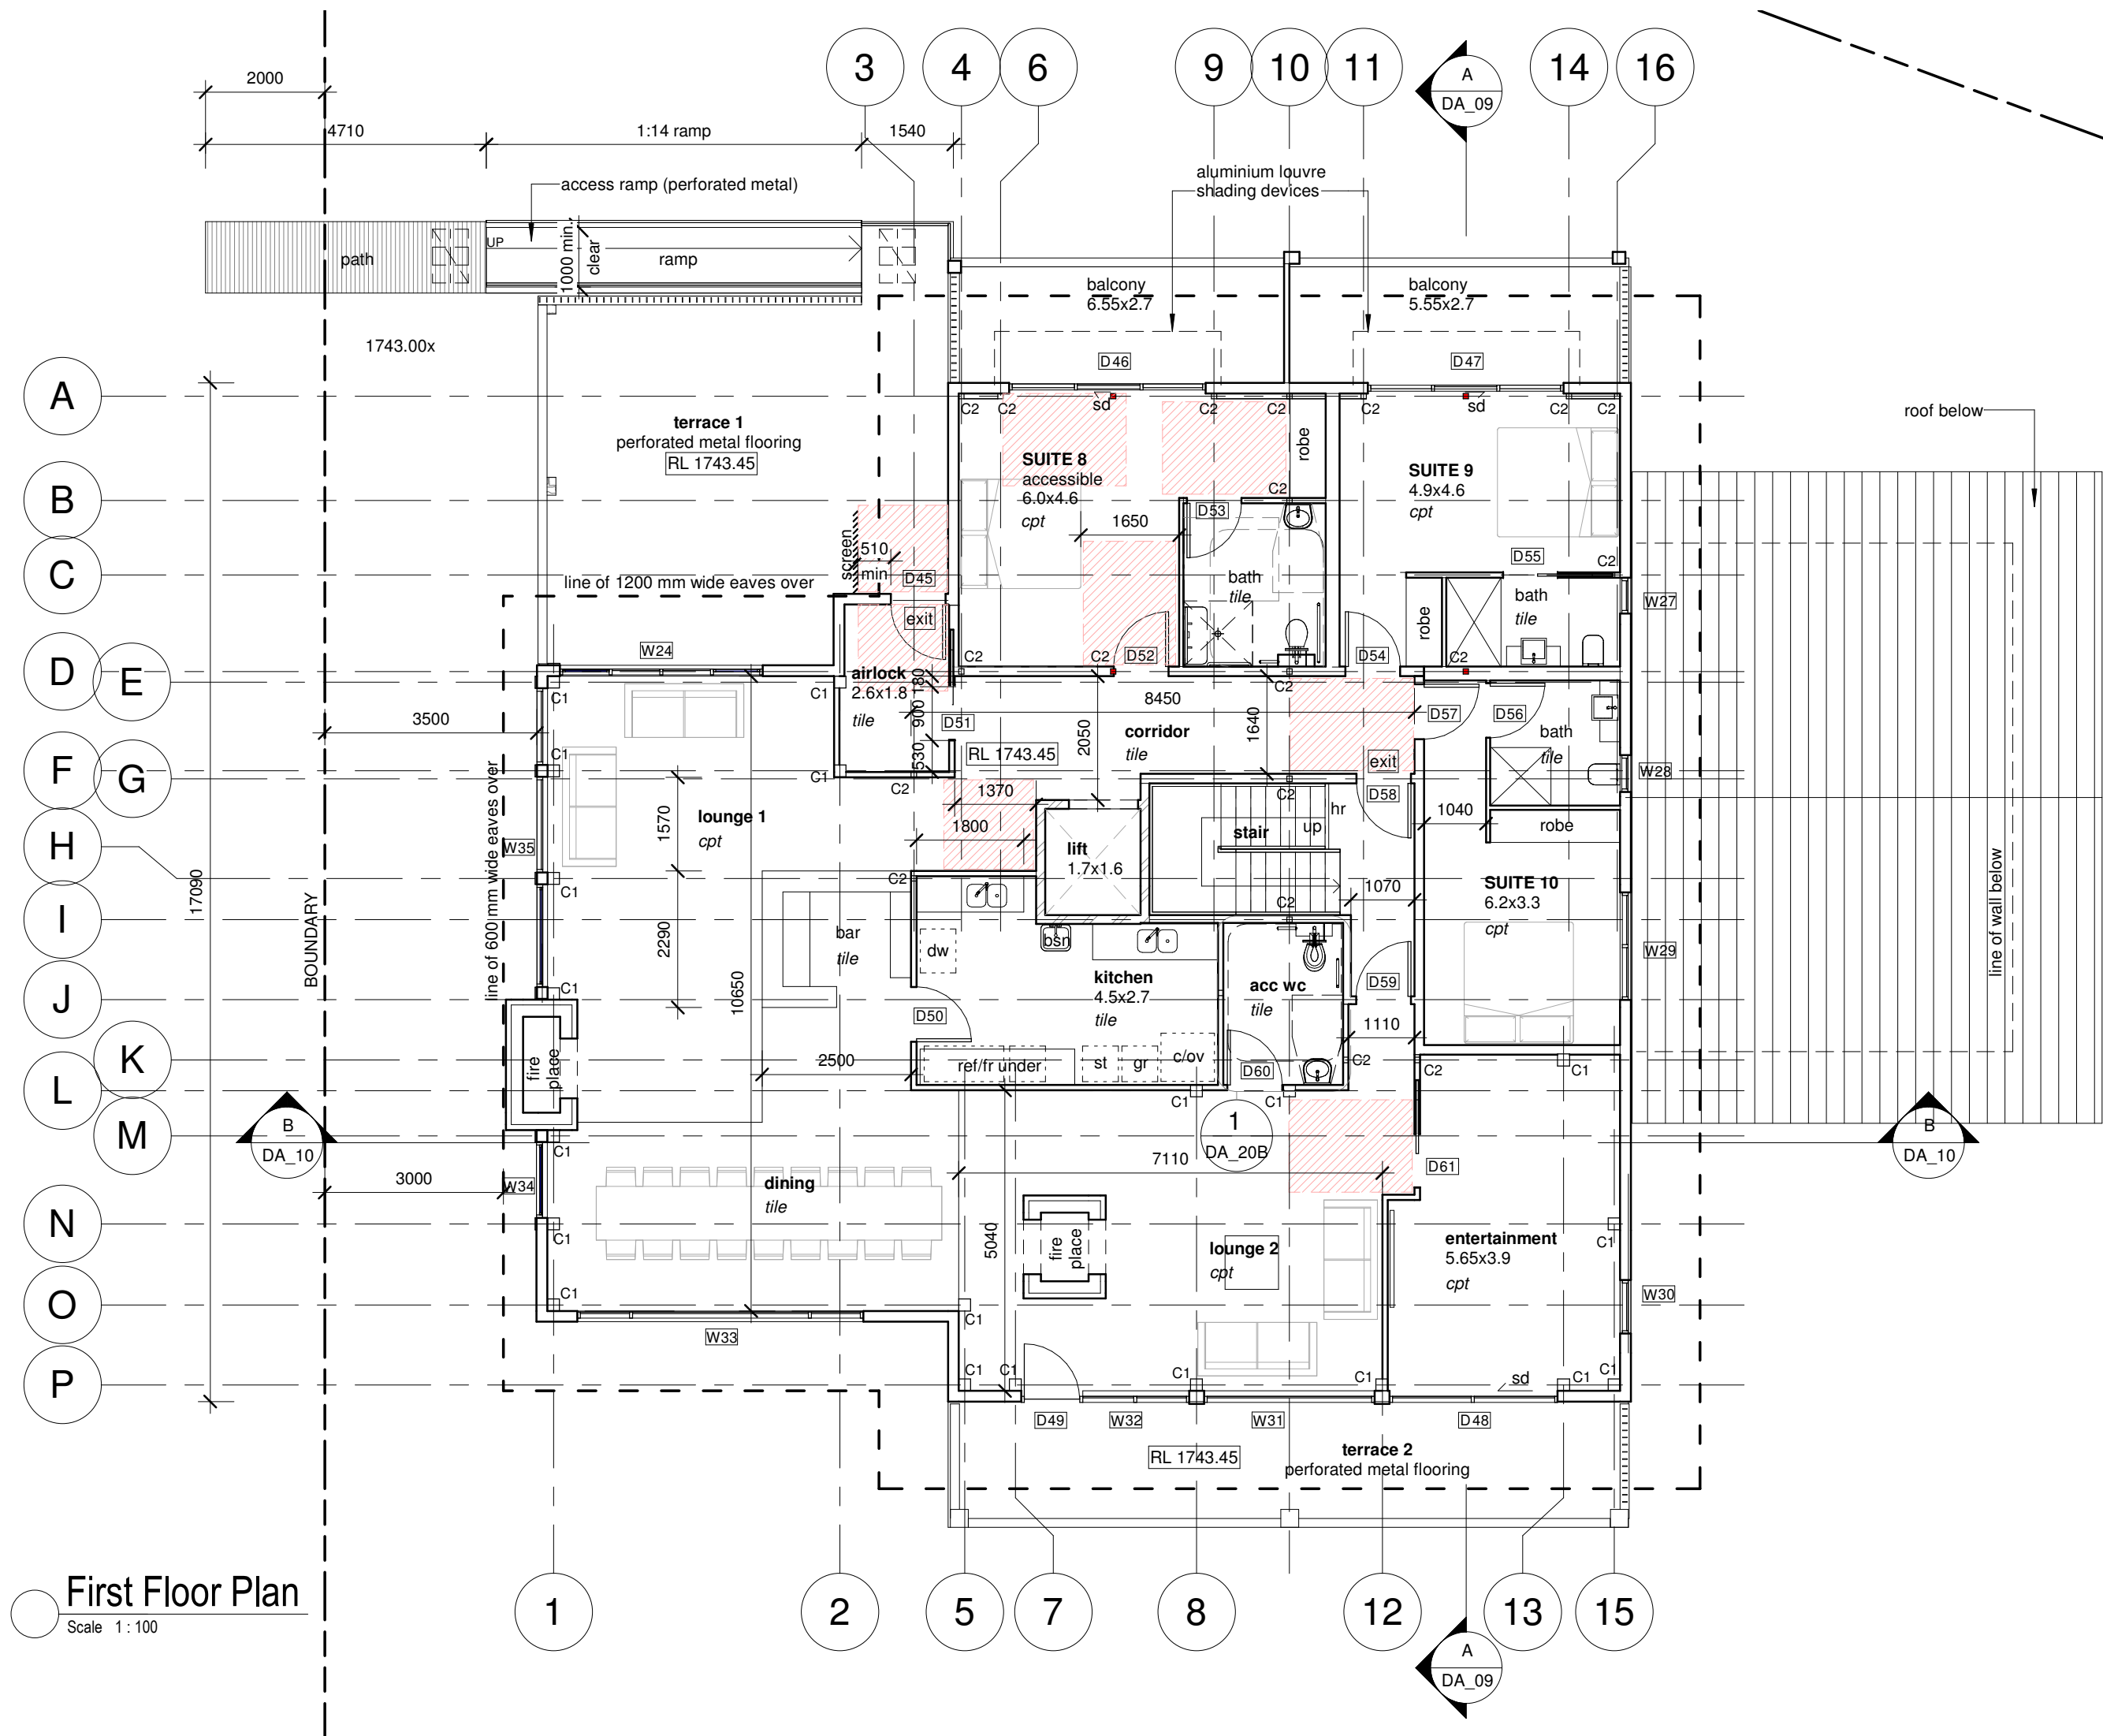 3
4
6
9
10
11
A
DA_09
14
16
2000
4710
1:14 ramp
1540
access ramp (perforated metal)
aluminium louvre
shading devices
UP
path
1000 min.
clear
ramp
balcony
6.55x2.7
balcony
5.55x2.7
1743.00x
D46
D47
A
C2
C2
sd
C2
C2
C2
sd
C2
C2
roof below
terrace 1
perforated metal flooring
RL 1743.45
robe
SUITE 8
accessible
6.0x4.6
cpt
SUITE 9
4.9x4.6
cpt
C2
B
D53
1650
screen
510
min
D45
D55
C2
C
line of 1200 mm wide eaves over
bath
tile
bath
tile
W27
exit
robe
W24
D
E
C2
C2
D52
D54
C2
airlock
2.6x1.8
tile
C1
C1
180
900
530
C2
8450
3500
D51
corridor
tile
2050
1640
D57
D56
bath
tile
RL 1743.45
F
G
C1
C1
C2
exit
W28
C2
D58
1370
hr
1040
lounge 1
cpt
1570
1800
stair
up
robe
H
W35
lift
1.7x1.6
17090
C1
C2
1070
SUITE 10
6.2x3.3
cpt
I
C2
BOUNDARY
line of 600 mm wide eaves over
2290
bar
tile
dw
bsn
W29
line of wall below
kitchen
4.5x2.7
tile
acc wc
tile
D59
J
C1
10650
D50
1110
K
fire
place
2500
ref/fr under
st
gr
c/ov
D60
C2
C2
C1
L
C1
C1
M
B
DA_10
C1
1
DA_20B
B
DA_10
7110
D61
3000
W34
dining
tile
N
C1
5040
fire
place
lounge 2
cpt
entertainment
5.65x3.9
cpt
C1
O
C1
C1
W30
W33
P
C1
C1
C1
C1
sd
C1
C1
D49
W32
W31
D48
RL 1743.45
terrace 2
perforated metal flooring
First Floor Plan
Scale 1 : 100
1
2
5
7
8
12
13
15
A
DA_09